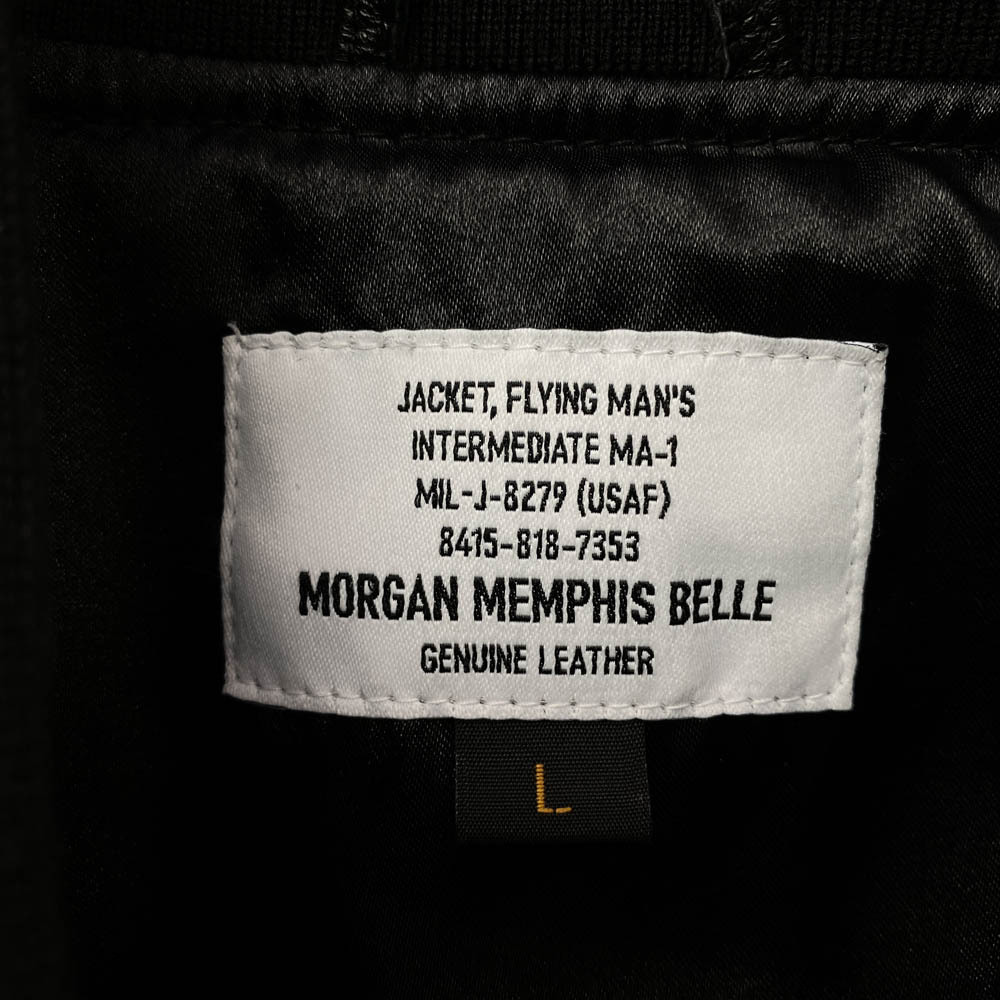 JACKET, FLYING MAN'S
INTERMEDIATE MA-1
MIL-J-8279 (USAF)
8415-818-7353
MORGAN MEMPHIS BELLE
GENUINE LEATHER
L